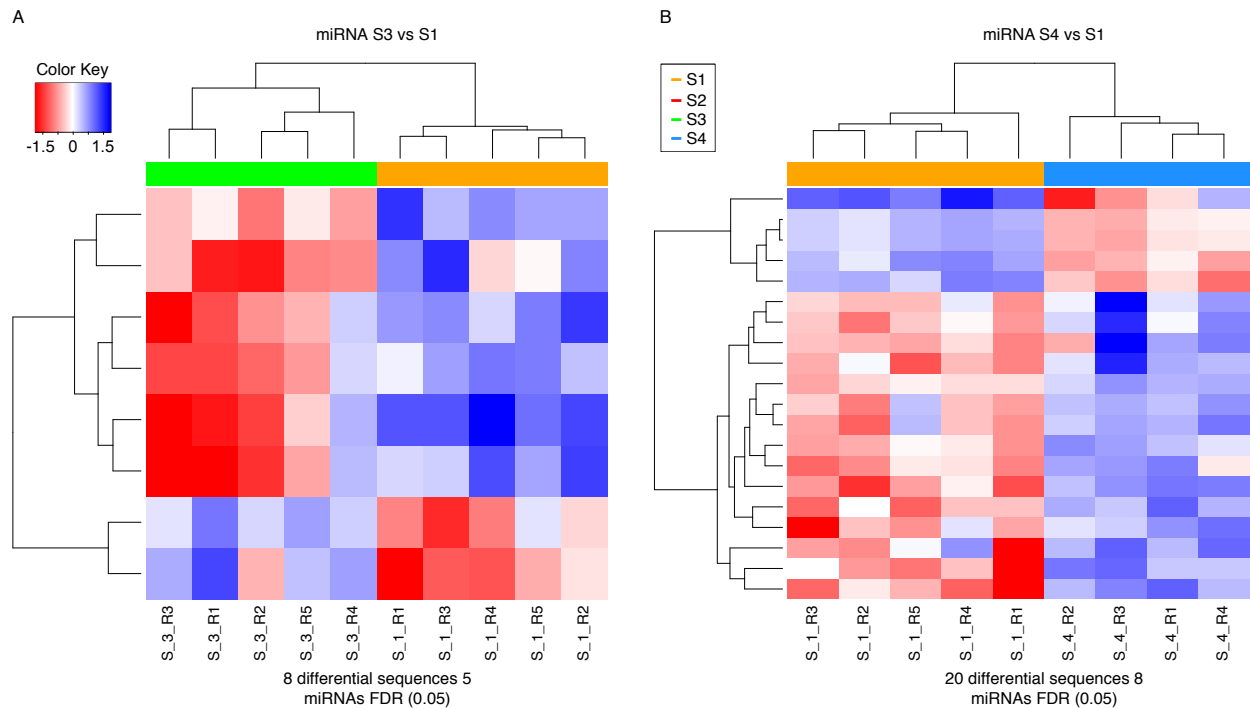 A
miRNA S3 vs S1
Color Key
-1.5 0 1.5
S_3_R3
S_3_R1
S_3_R2
S_3_R5
S_3_R4
S_1_R1
S_1_R3
S_1_R4
S_1_R5
S_1_R2
8 differential sequences 5
miRNAs FDR (0.05)
B
miRNA S4 vs S1
S1
S2
S3
S4
S_1_R3
S_1_R2
S_1_R5
S_1_R4
S_1_R1
S_4_R2
S_4_R3
S_4_R1
S_4_R4
20 differential sequences 8
miRNAs FDR (0.05)